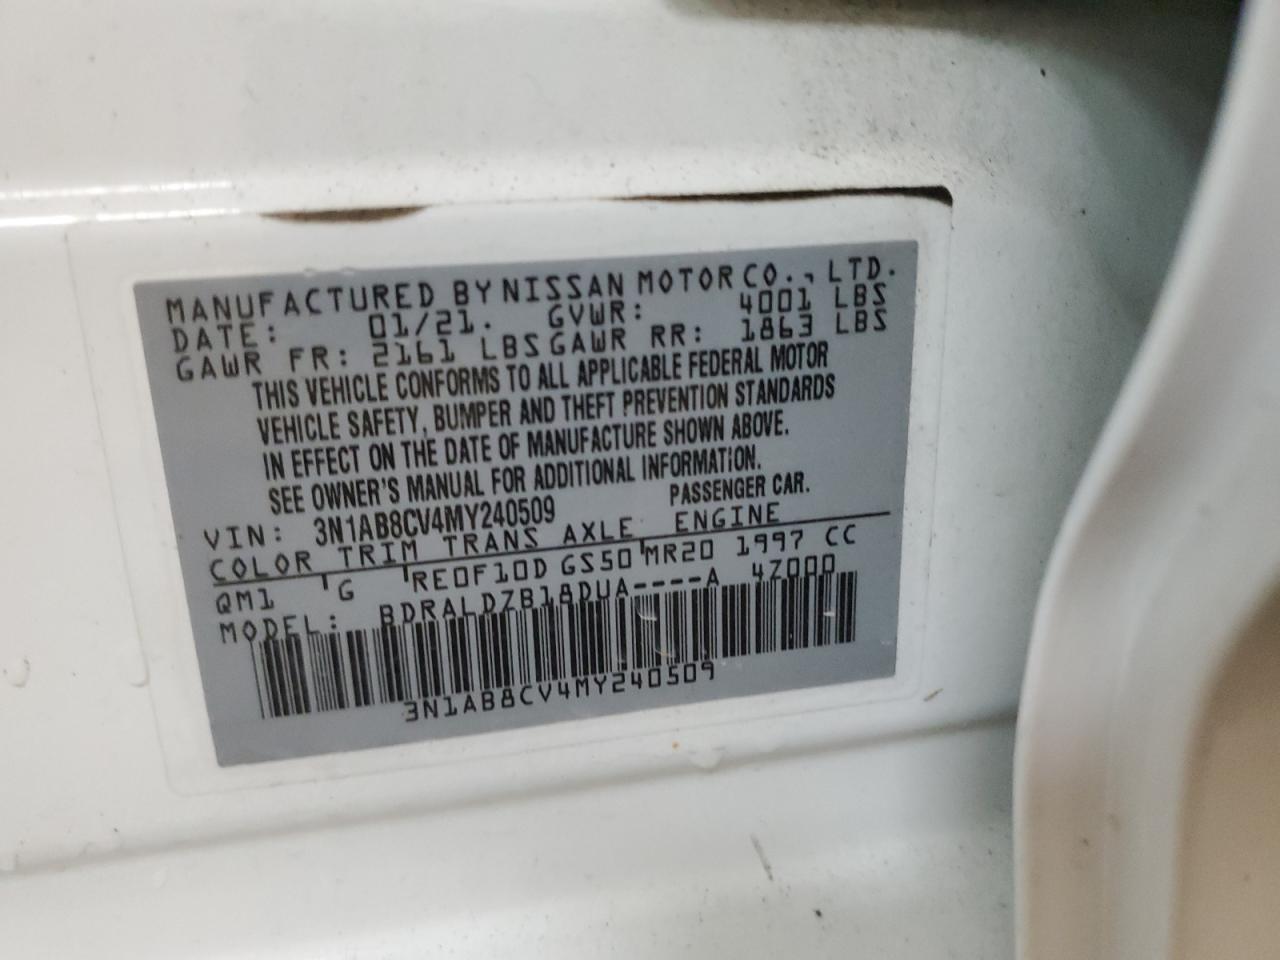 MANUFACTURED BY NISSAN MOTOR CO., LTD.
DATE: 01/21. GVWR: 4001 LBS
GAWR FR: 2161 LBS GAWR RR: 1863 LBS
THIS VEHICLE CONFORMS TO ALL APPLICABLE FEDERAL MOTOR
VEHICLE SAFETY, BUMPER AND THEFT PREVENTION STANDARDS
IN EFFECT ON THE DATE OF MANUFACTURE SHOWN ABOVE.
SEE OWNER'S MANUAL FOR ADDITIONAL INFORMATION.
VIN: 3N1AB8CV4MY240509 PASSENGER CAR.
COLOR TRIM TRANS AXLE ENGINE
QM1 G RE0F10D GS50 MR20 1997 CC
MODEL: BDRALDZB18DUA----A 4Z000
3N1AB8CV4MY240509